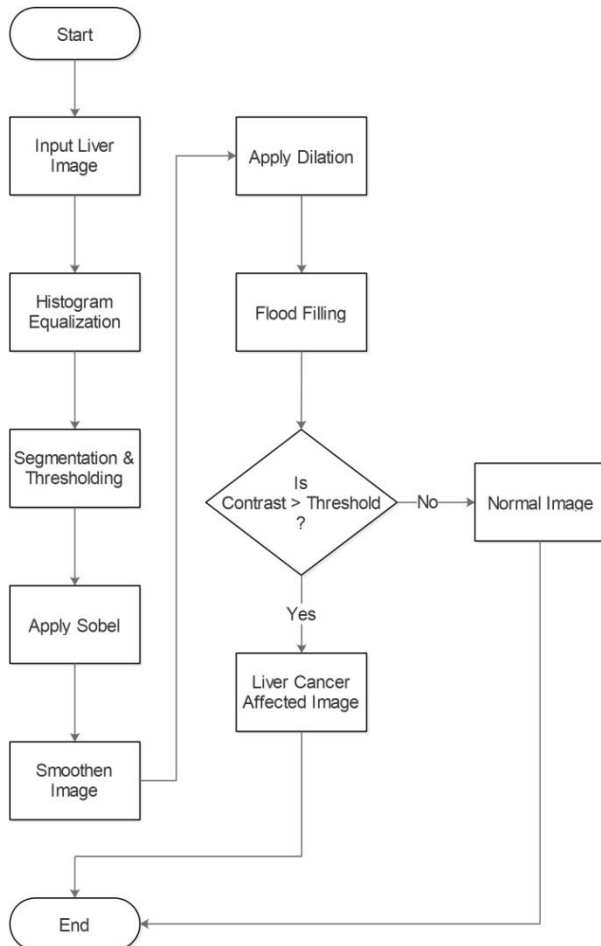 Start
Input Liver
Image
Histogram
Equalization
Segmentation &
Thresholding
Apply Sobel
Smoothen
Image
Apply Dilation
Flood Filling
Is
Contrast > Threshold
?
No
Normal Image
Yes
Liver Cancer
Affected Image
End